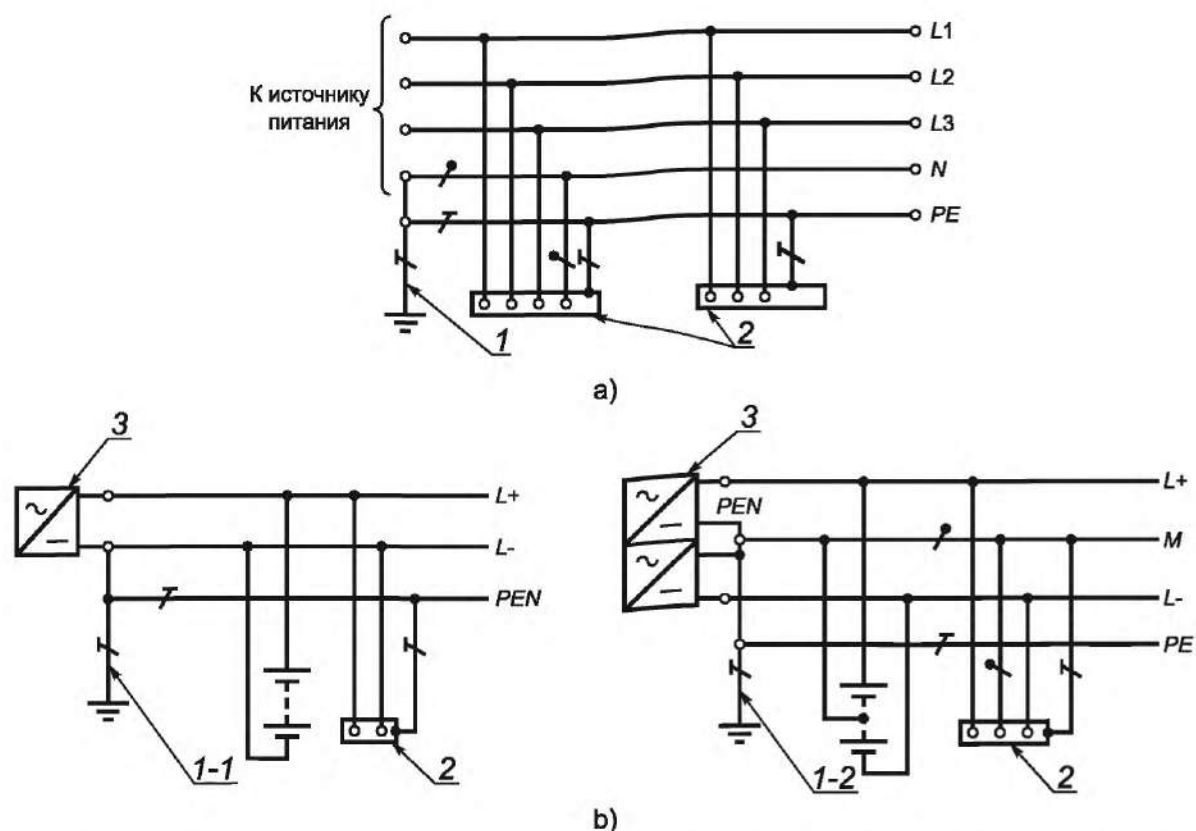 К источнику
питания
L1
L2
L3
N
PE
1
2
a)
3
L+
L-
PEN
1-1
2
3
PEN
L+
M
L-
PE
1-2
2
b)